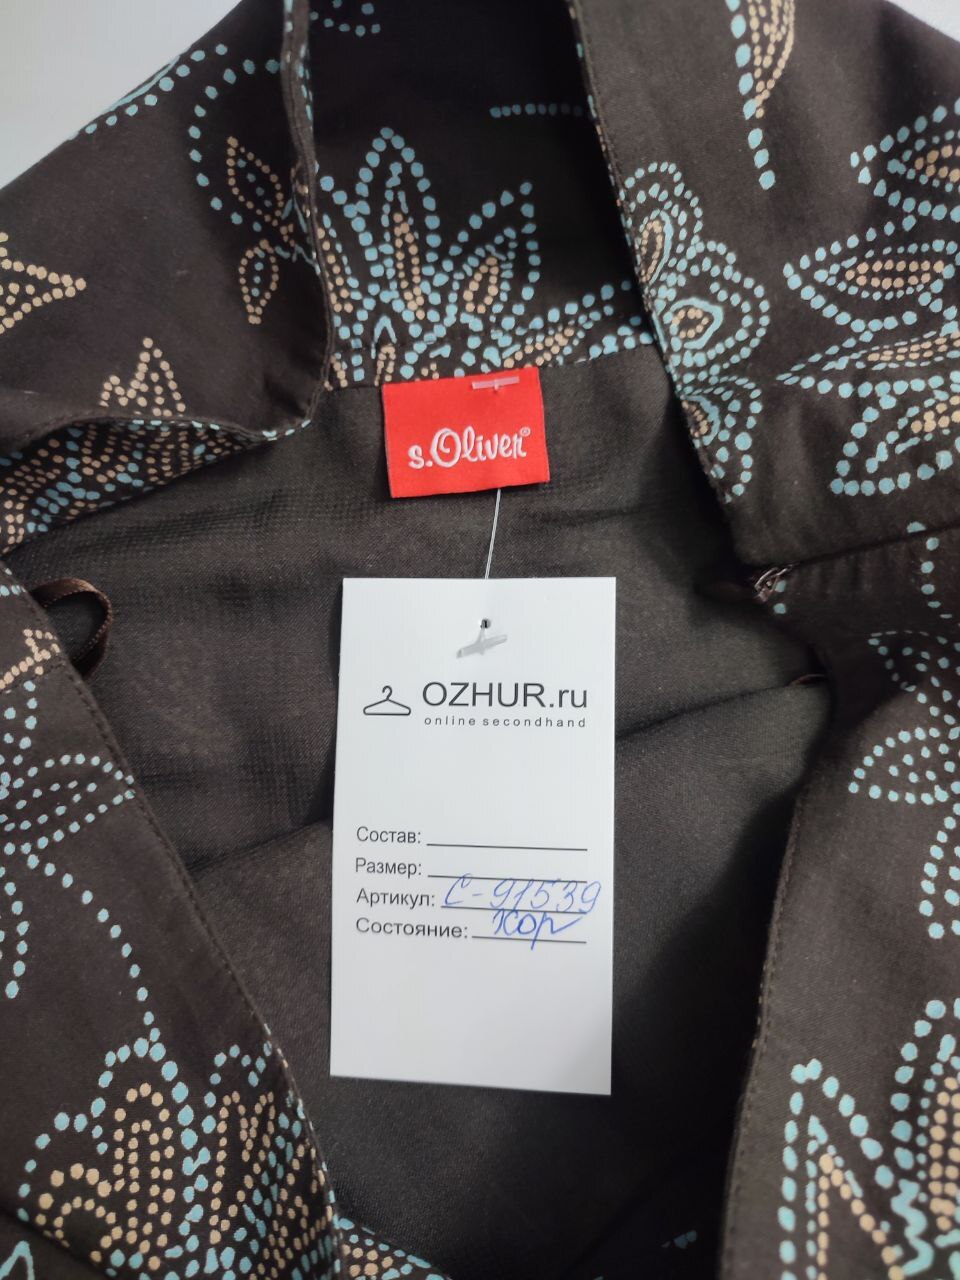 s.Oliver®
OZHUR.ru
online secondhand
Состав:
Размер:
Артикул: С-91539
Состояние: хор